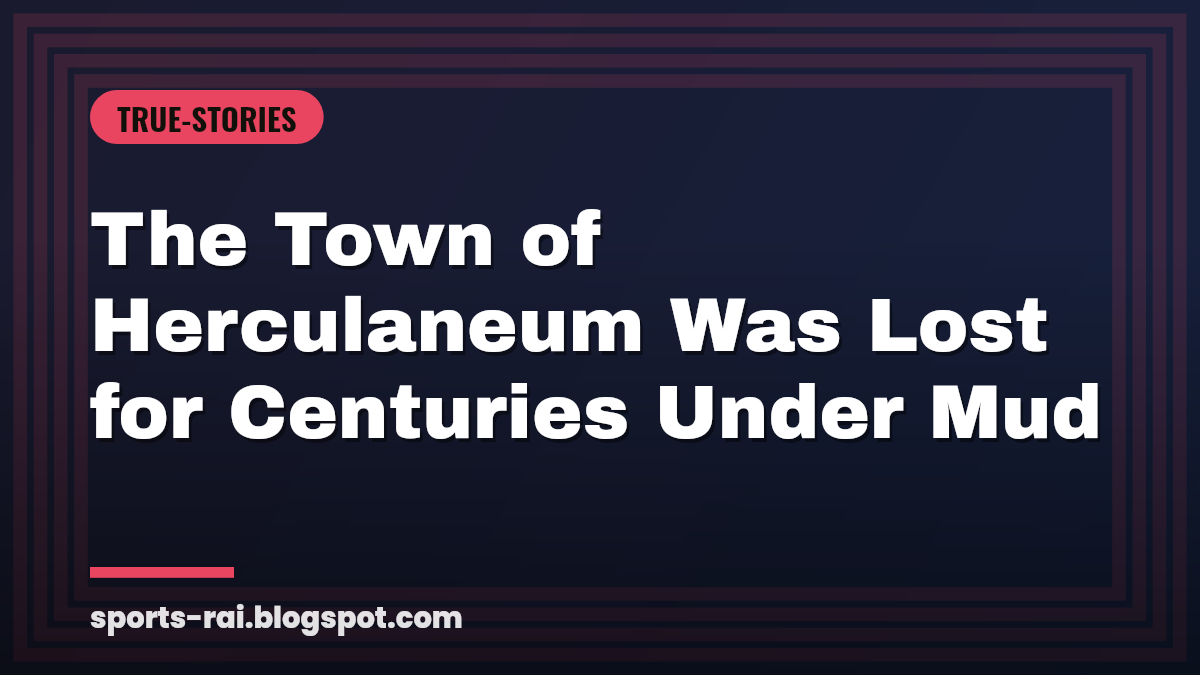 TRUE-STORIES
The Town of
Herculaneum Was Lost
for Centuries Under Mud
sports-rai.blogspot.com